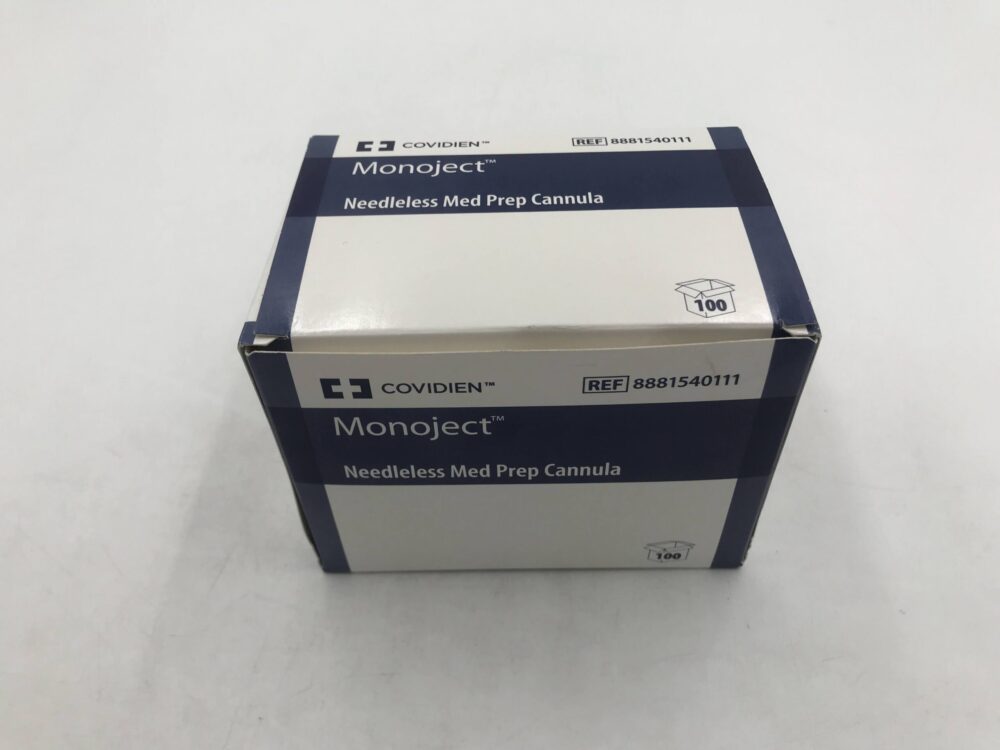 COVIDIEN™ REF 8881540111
Monoject™
Needleless Med Prep Cannula
100
COVIDIEN™ REF 8881540111
Monoject™
Needleless Med Prep Cannula
100